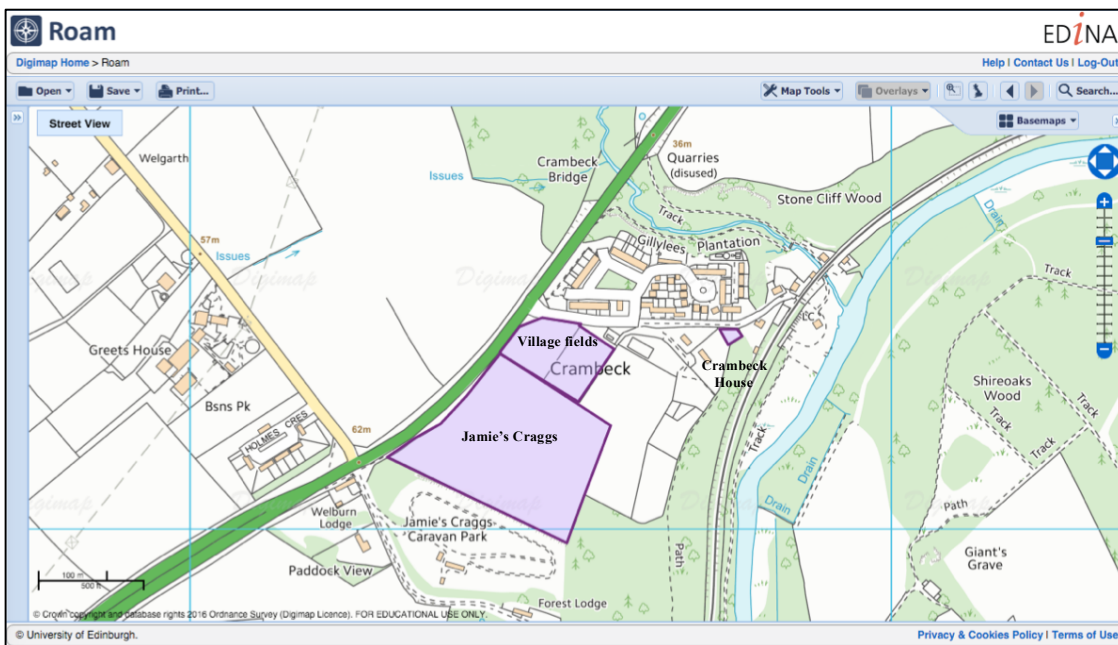 Roam
EDINA
Digimap Home > Roam
Help | Contact Us | Log-Out
Open
Save
Print...
Map Tools
Overlays
Search...
Street View
Basemaps
Welgarth
Issues
Crambeck
Bridge
36m
Quarries
(disused)
Stone Cliff Wood
Track
Drain
57m
Issues
Gillylees Plantation
Digimap
Digimap
Track
LC
Greets House
Village fields
Crambeck
Crambeck
House
Shireoaks
Wood
Bsns Pk
HOLMES CRES
62m
Jamie's Craggs
Track
Track
Track
Drain
Drain
Welburn
Lodge
Jamie's Craggs
Caravan Park
Path
Path
Giant's
Grave
Paddock View
100 m
500 ft
Forest Lodge
© Crown copyright and database rights 2016 Ordnance Survey (Digimap Licence). FOR EDUCATIONAL USE ONLY.
© University of Edinburgh.
Privacy & Cookies Policy | Terms of Use